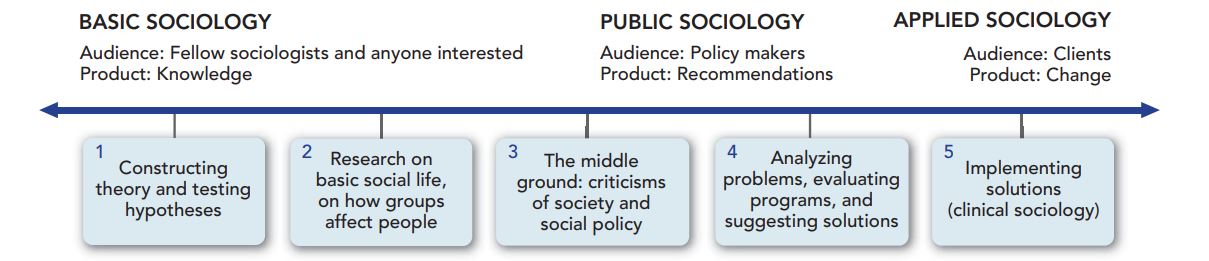 BASIC SOCIOLOGY
Audience: Fellow sociologists and anyone interested
Product: Knowledge
PUBLIC SOCIOLOGY
Audience: Policy makers
Product: Recommendations
APPLIED SOCIOLOGY
Audience: Clients
Product: Change
1
Constructing
theory and testing
hypotheses
2
Research on
basic social life,
on how groups
affect people
3
The middle
ground: criticisms
of society and
social policy
4
Analyzing
problems, evaluating
programs, and
suggesting solutions
5
Implementing
solutions
(clinical sociology)